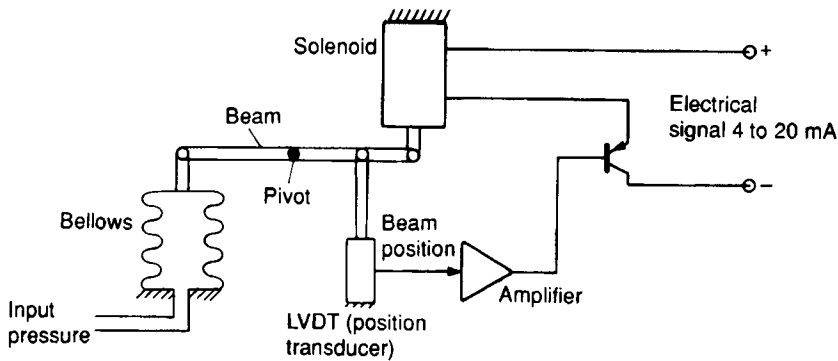 Solenoid
+
Electrical
signal 4 to 20 mA
Beam
Pivot
−
Bellows
Beam
position
Amplifier
Input
pressure
LVDT (position
transducer)